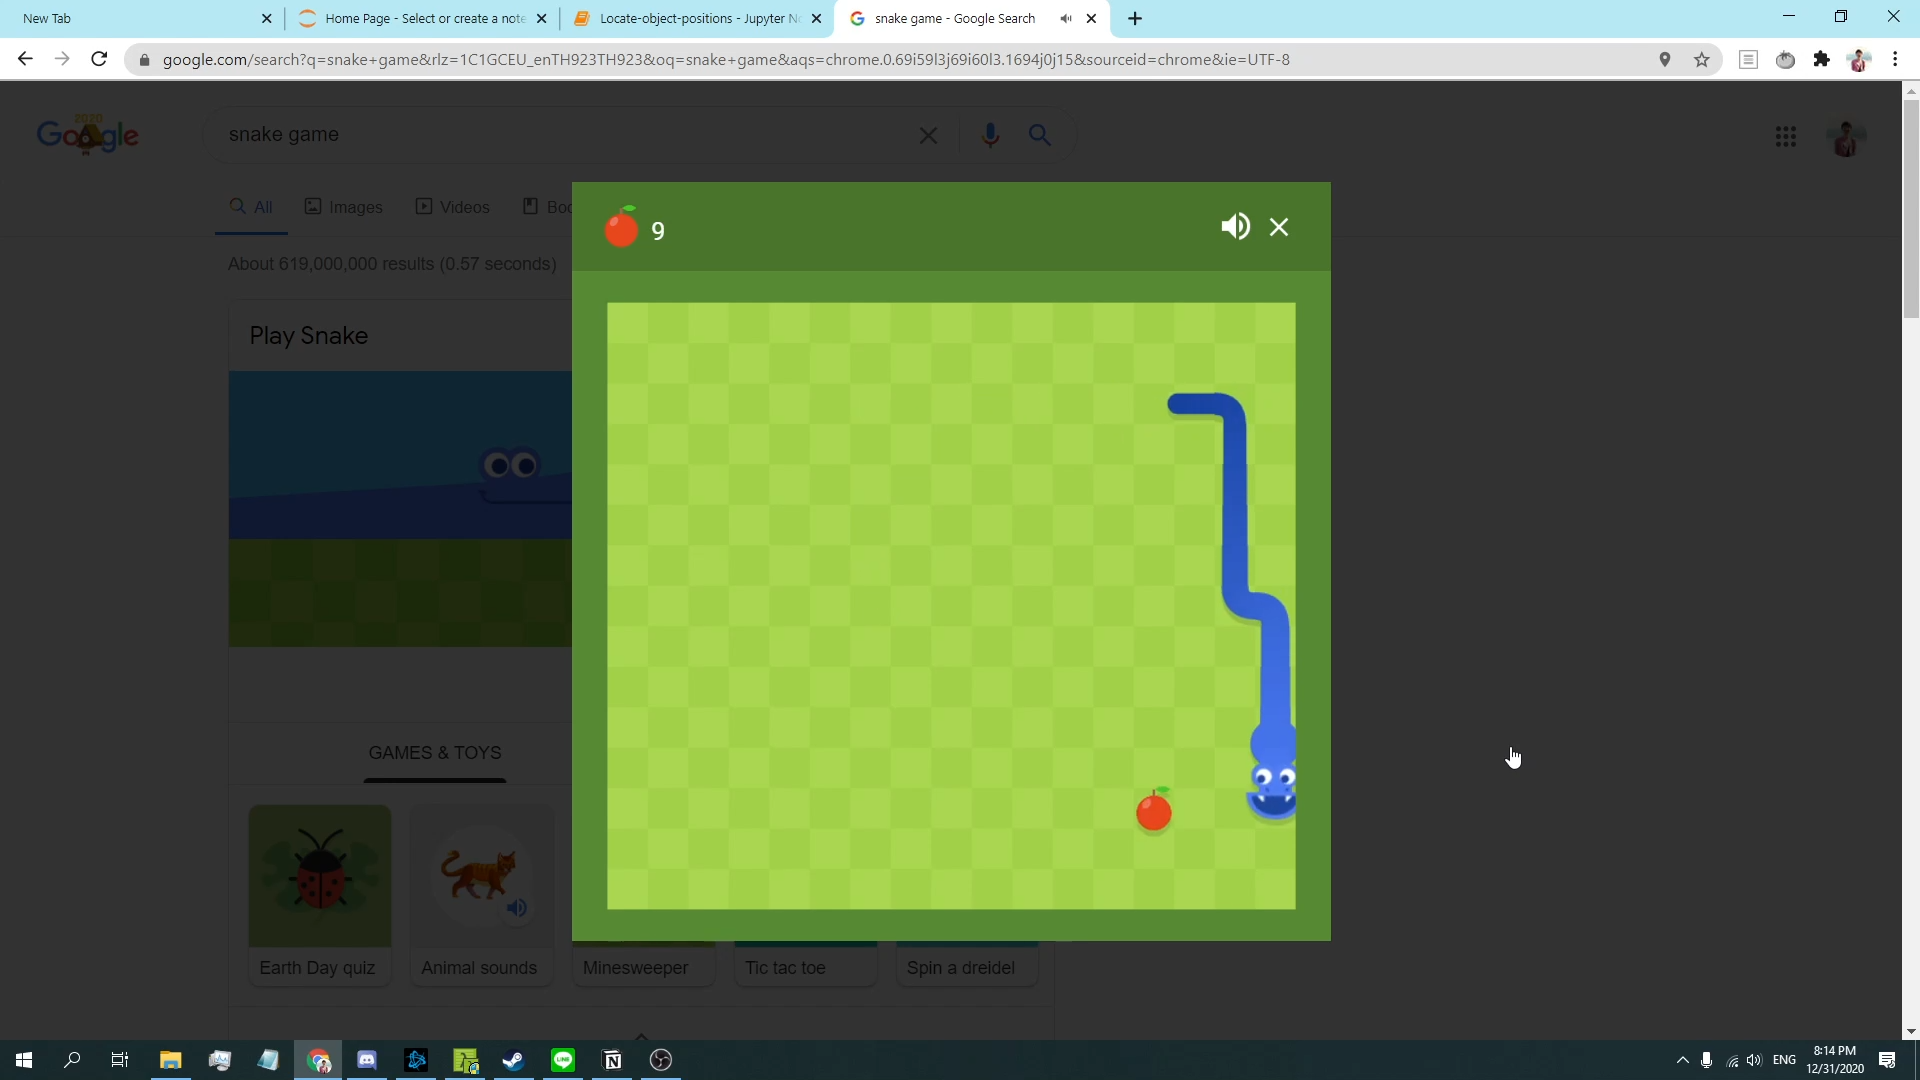 New Tab
Home Page - Select or create a note
Locate-object-positions - Jupyter N
snake game - Google Search
google.com/search?q=snake+game&rlz=1C1GCEU_enTH923TH923&oq=snake+game&aqs=chrome.0.69i59l3j69i60l3.1694j0j15&sourceid=chrome&ie=UTF-8
2020
Google
snake game
All
Images
Videos
Boo
9
About 619,000,000 results (0.57 seconds)
Play Snake
GAMES & TOYS
Earth Day quiz
Animal sounds
Minesweeper
Tic tac toe
Spin a dreidel
ENG
8:14 PM
12/31/2020